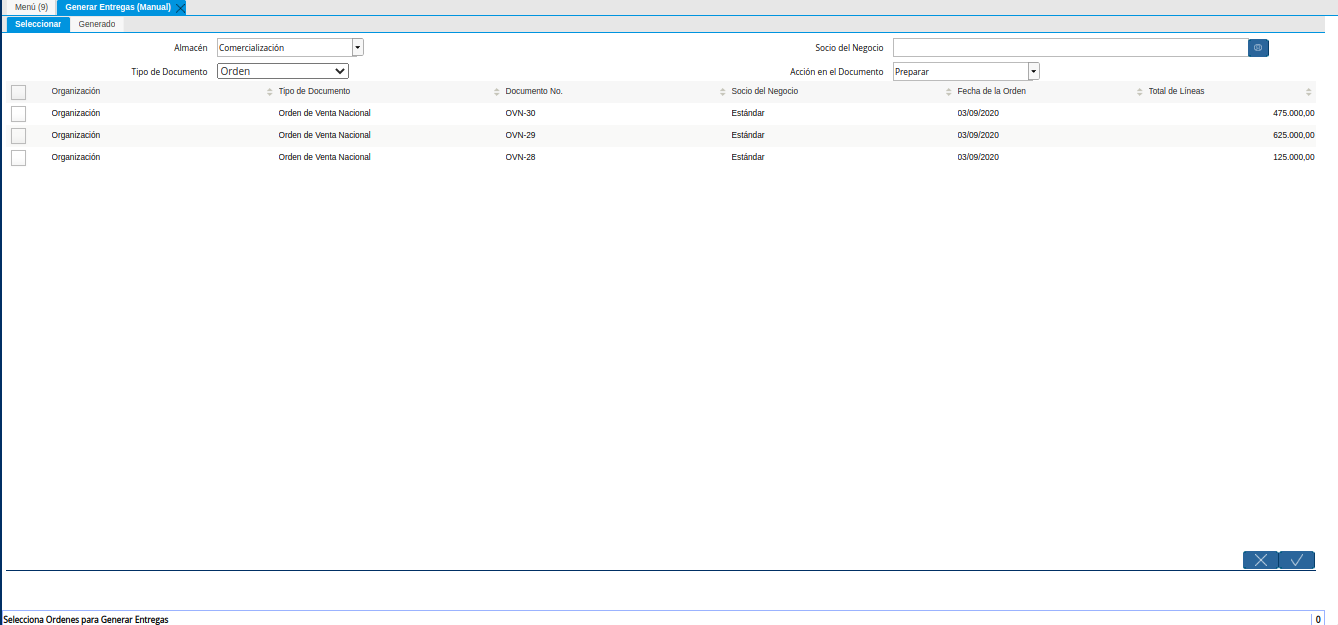 Menú (9) Generar Entregas (Manual)
Seleccionar Generado
Almacén Comercialización Socio del Negocio
Tipo de Documento Orden Acción en el Documento Preparar
Organización Tipo de Documento Documento No. Socio del Negocio Fecha de la Orden Total de Líneas
Organización Orden de Venta Nacional OVN-30 Estándar 03/09/2020 475.000,00
Organización Orden de Venta Nacional OVN-29 Estándar 03/09/2020 625.000,00
Organización Orden de Venta Nacional OVN-28 Estándar 03/09/2020 125.000,00
Selecciona Ordenes para Generar Entregas 0